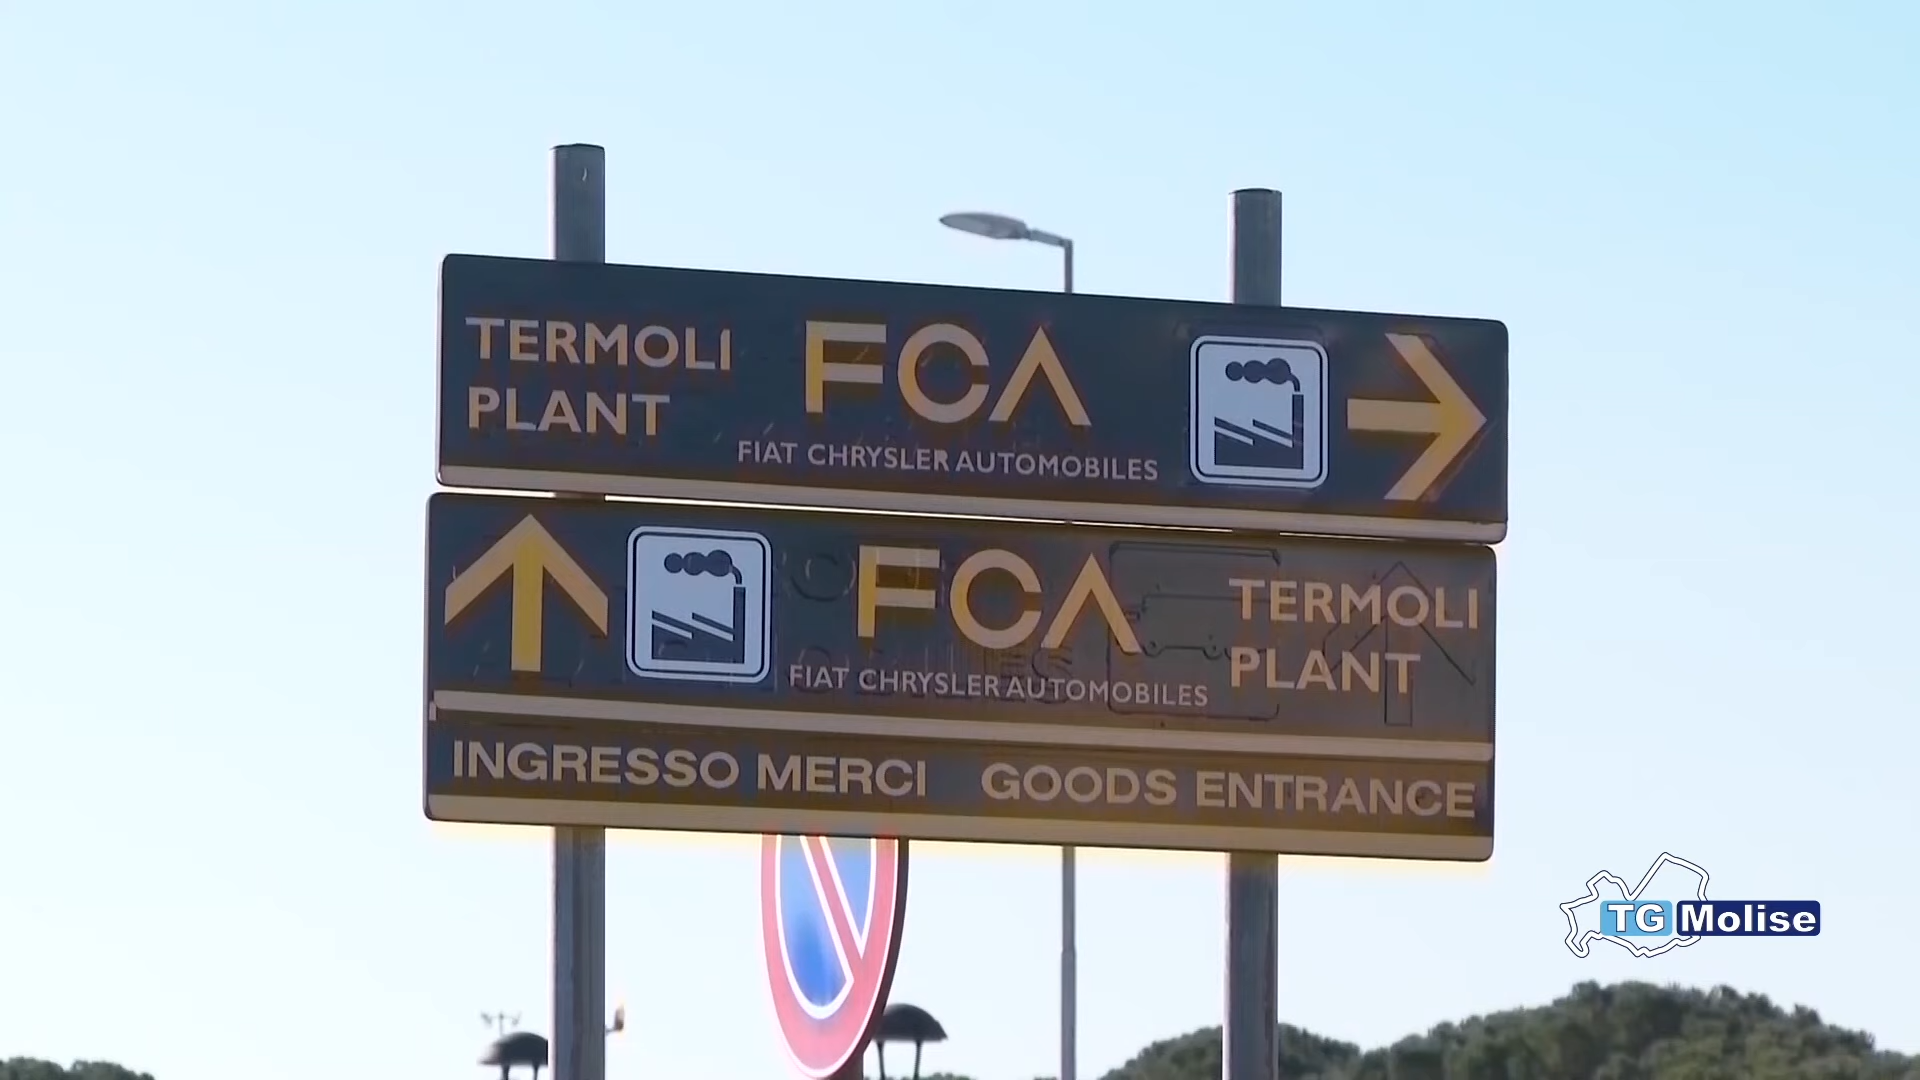 TERMOLI
PLANT
FCA
FIAT CHRYSLER AUTOMOBILES
FCA
FIAT CHRYSLER AUTOMOBILES
TERMOLI
PLANT
INGRESSO MERCI GOODS ENTRANCE
TG Molise